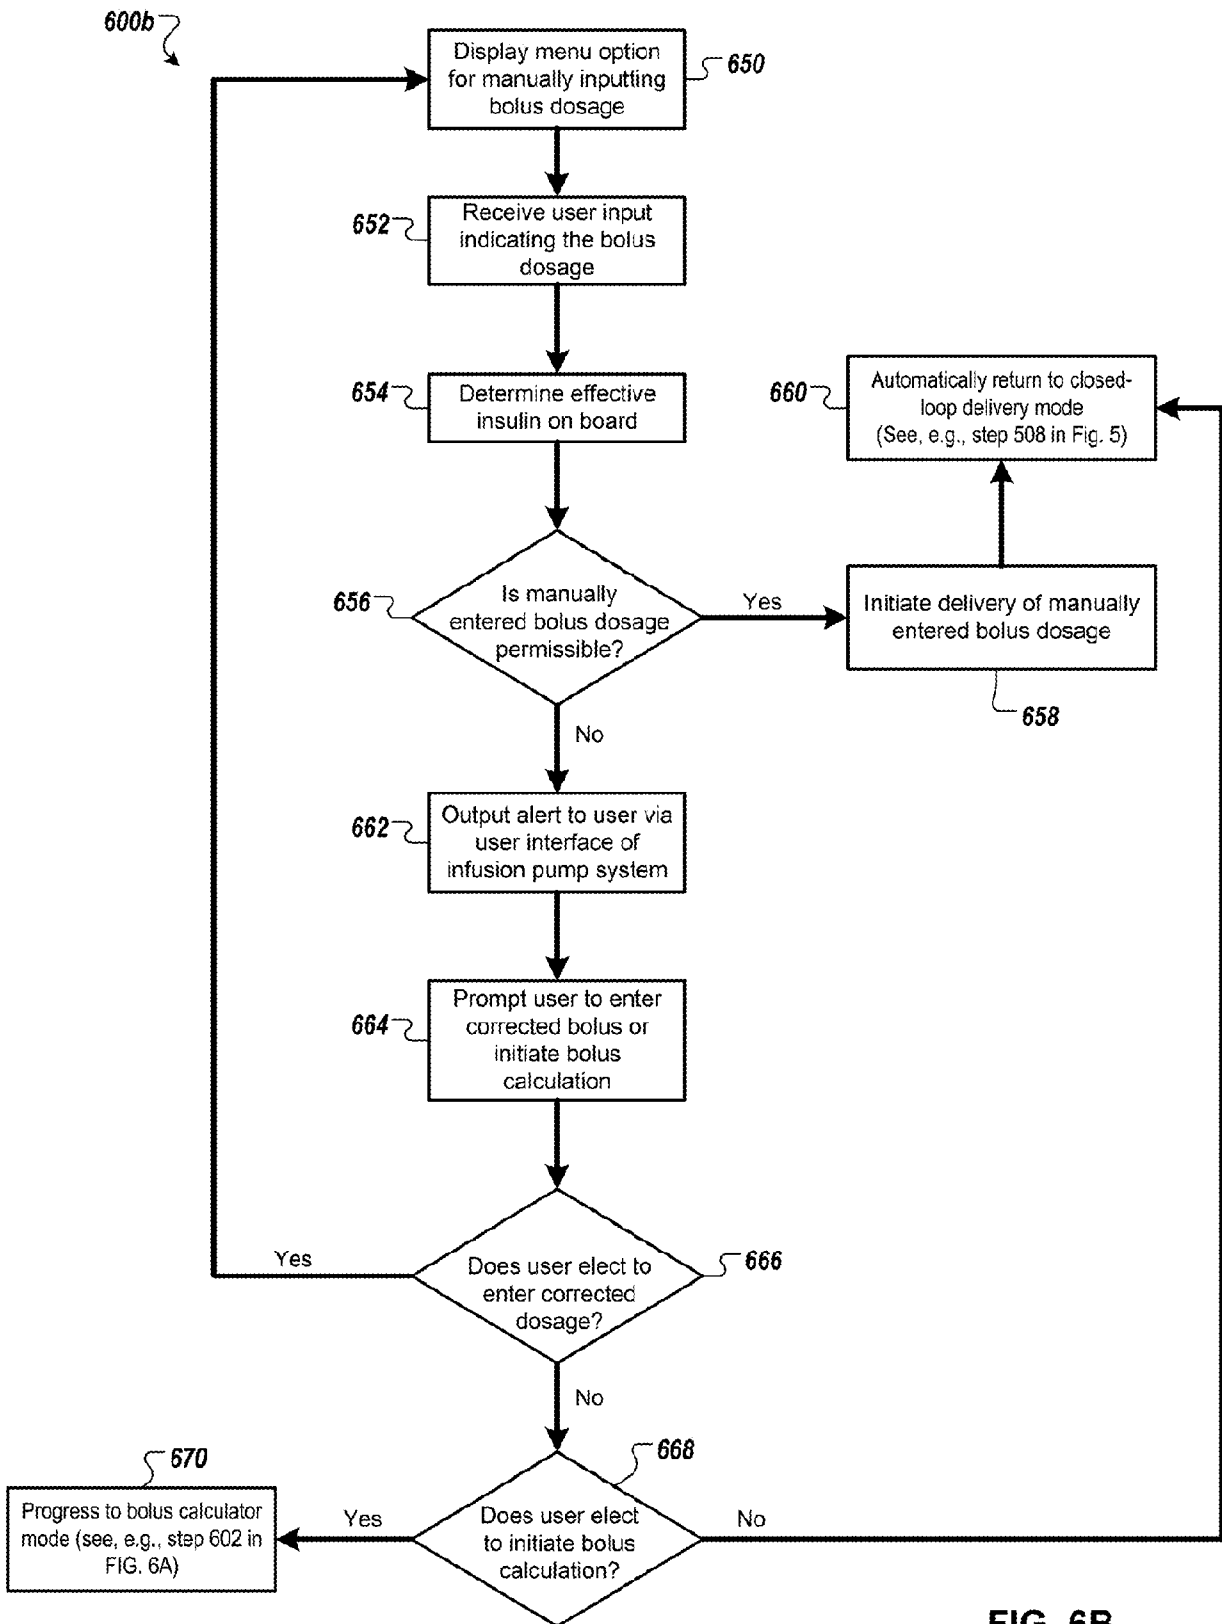 600b
Display menu option
for manually inputting
bolus dosage
650
652
Receive user input
indicating the bolus
dosage
654
Determine effective
insulin on board
660
Automatically return to closed-
loop delivery mode
(See, e.g., step 508 in Fig. 5)
656
Is manually
entered bolus dosage
permissible?
Yes
Initiate delivery of manually
entered bolus dosage
658
No
662
Output alert to user via
user interface of
infusion pump system
664
Prompt user to enter
corrected bolus or
initiate bolus
calculation
Yes
Does user elect to
enter corrected
dosage?
666
No
670
Progress to bolus calculator
mode (see, e.g., step 602 in
FIG. 6A)
Yes
668
Does user elect
to initiate bolus
calculation?
No
FIG. 6B